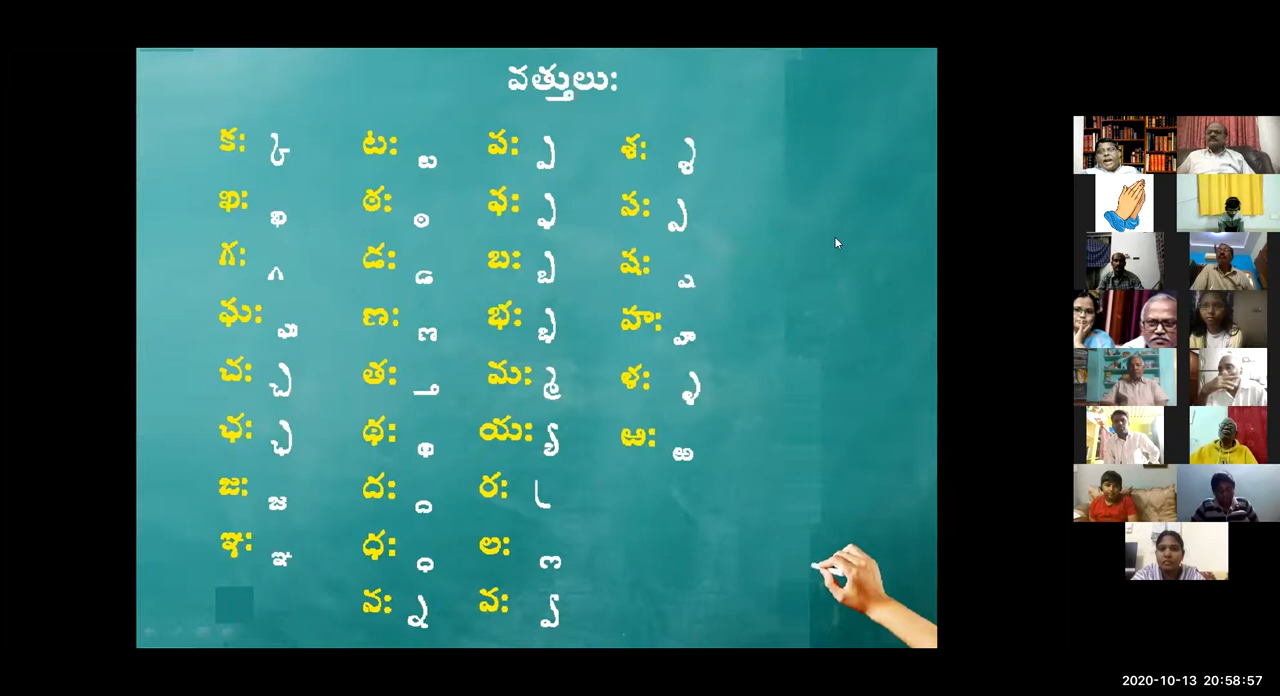 వత్తులు:
క: ్క ట: ్ట ప: ్ప శ: ్శ
ఖ: ్ఖ ఠ: ్ఠ ఫ: ్ఫ స: ్స
గ: ్గ డ: ్డ బ: ్బ ష: ్ష
ఘ: ్ఘ ణ: ్ణ భ: ్భ హ: ్హ
చ: ్చ త: ్త మ: ్మ ళ: ్ళ
ఛ: ్ఛ థ: ్థ య: ్య ఱ: ్ఱ
జ: ్జ ద: ్ద ర: ్ర
ఞ: ్ఞ ధ: ్ధ ల: ్ల
న: ్న వ: ్వ
2020-10-13 20:58:57